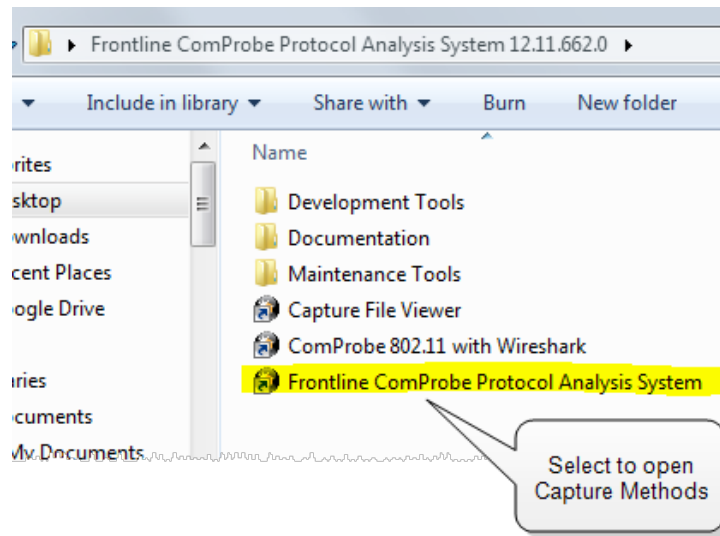 Frontline ComProbe Protocol Analysis System 12.11.662.0
Include in library Share with Burn New folder
Name
rites
sktop
wnloads
cent Places
ogle Drive
ries
cuments
My Documents
Development Tools
Documentation
Maintenance Tools
Capture File Viewer
ComProbe 802.11 with Wireshark
Frontline ComProbe Protocol Analysis System
Select to open
Capture Methods